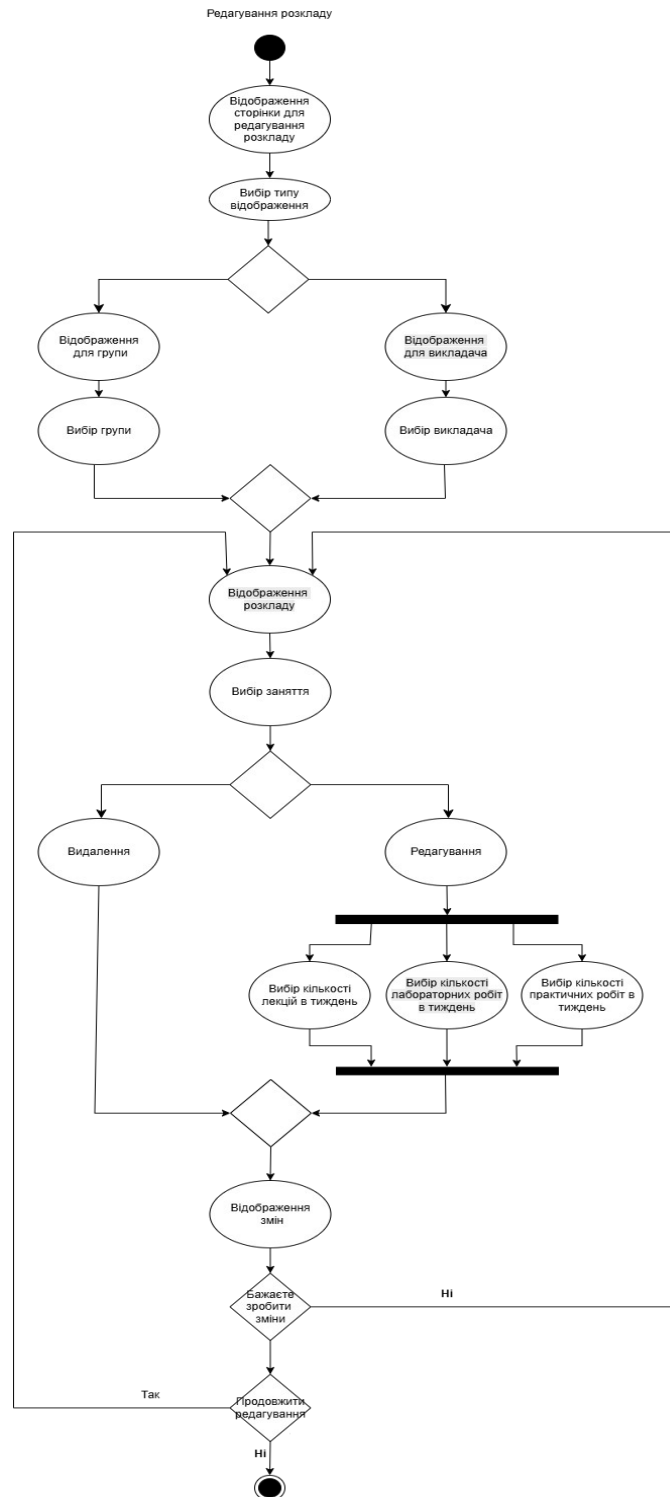 Редагування розкладу
Відображення
сторінки для
редагування
розкладу
Вибір типу
відображення
Відображення
для групи
Відображення
для викладача
Вибір групи
Вибір викладача
Відображення
розкладу
Вибір заняття
Видалення
Редагування
Вибір кількості
лекцій в тиждень
Вибір кількості
лабораторних робіт
в тиждень
Вибір кількості
практичних робіт в
тиждень
Відображення
змін
Бажаєте
зробити
зміни
Ні
Так
Продовжити
редагування
Ні